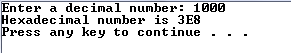 Enter a decimal number: 1000
Hexadecimal number is 3E8
Press any key to continue . . .